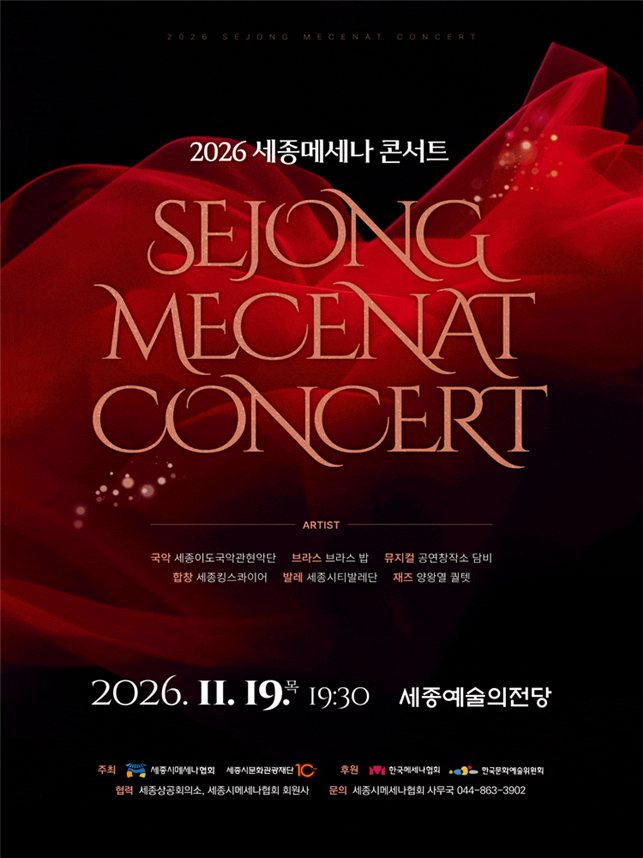 2026 SEJONG MECENAT CONCERT
2026 세종메세나 콘서트
SEJONG
MECENAT
CONCERT
ARTIST
국악 세종이도국악관현악단 브라스 브라스 밥 뮤지컬 공연창작소 담비
합창 세종킹스콰이어 발레 세종시티발레단 재즈 양왕열 퀄텟
2026. 11. 19.목 19:30 세종예술의전당
주최 세종시메세나협회 세종시문화관광재단 10 후원 한국메세나협회 한국문화예술위원회
협력 세종상공회의소, 세종시메세나협회 회원사 문의 세종시메세나협회 사무국 044-863-3902